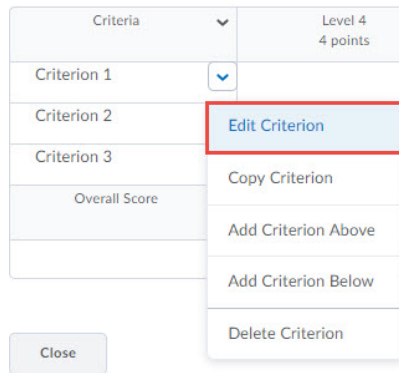 Criteria
Level 4
4 points
Criterion 1
Criterion 2
Criterion 3
Overall Score
Edit Criterion
Copy Criterion
Add Criterion Above
Add Criterion Below
Delete Criterion
Close